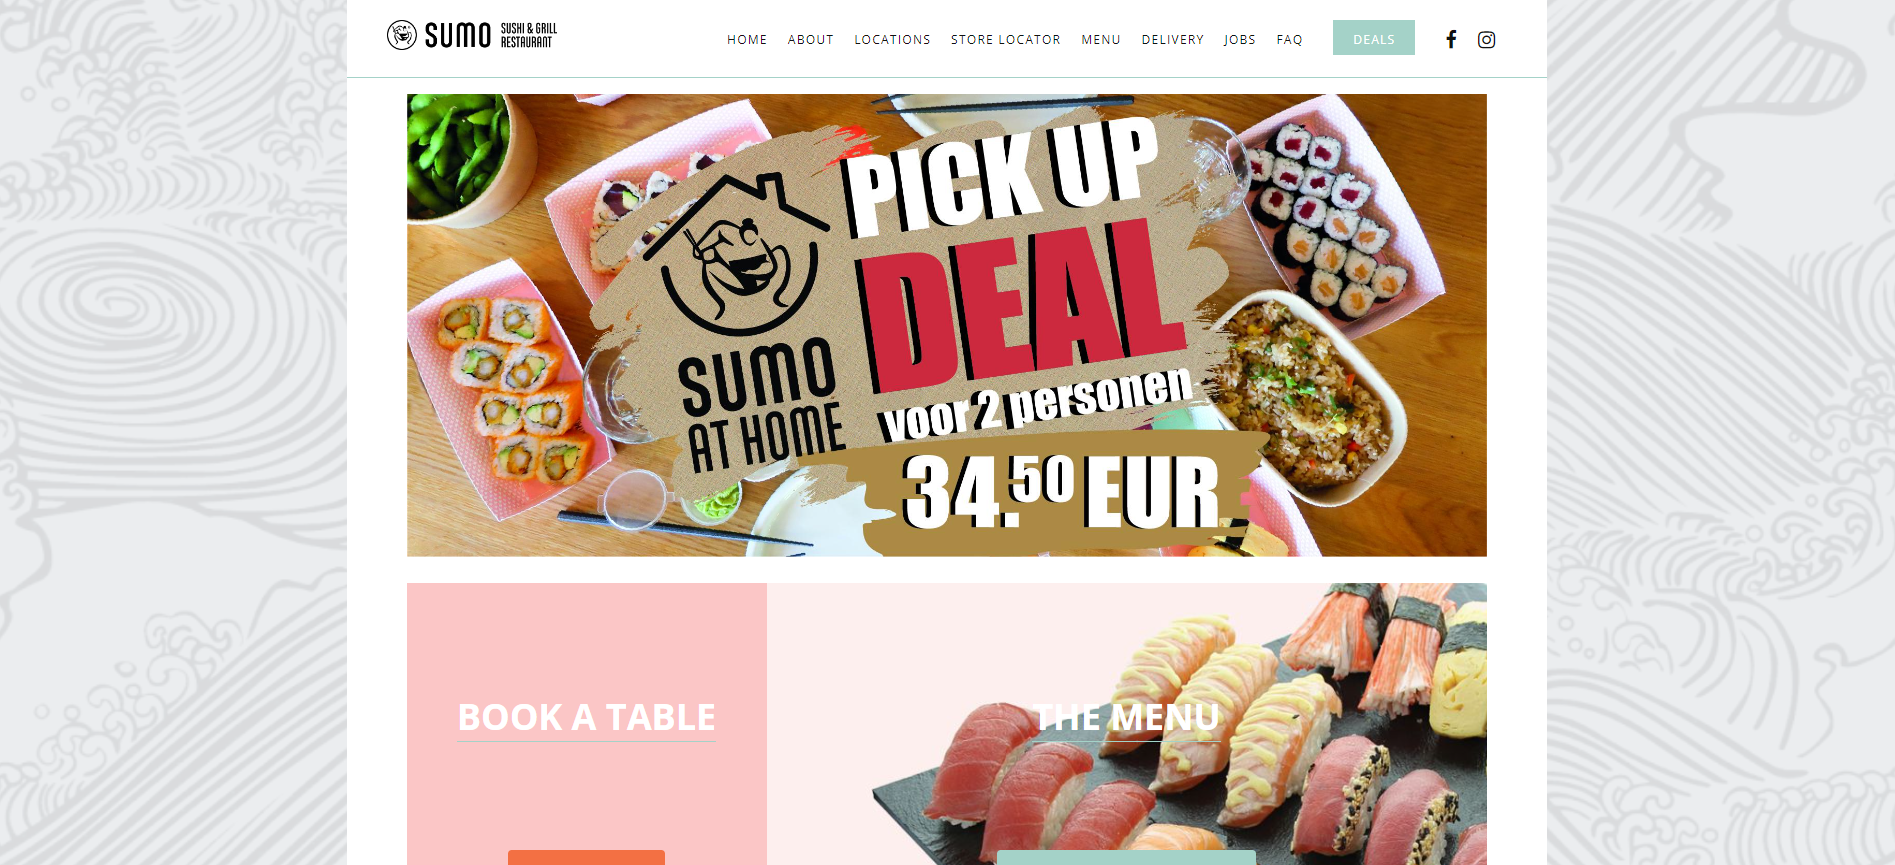 SUMO SUSHI & GRILL
RESTAURANT
HOME ABOUT LOCATIONS STORE LOCATOR MENU DELIVERY JOBS FAQ DEALS
PICK UP
DEAL
voor 2 personen
34.50 EUR
SUMO
AT HOME
BOOK A TABLE
THE MENU